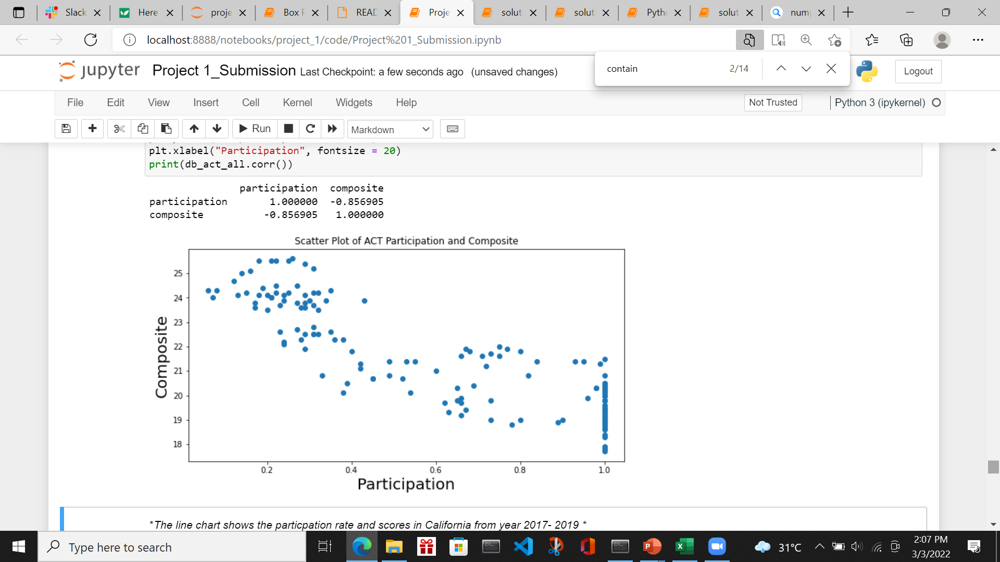 Slack
Here
proje
Box P
READ
Proje
soluti
soluti
Pytho
solut
num
localhost:8888/notebooks/project_1/code/Project%201_Submission.ipynb
contain
2/14
jupyter
Project 1_Submission Last Checkpoint: a few seconds ago (unsaved changes)
Logout
File
Edit
View
Insert
Cell
Kernel
Widgets
Help
Not Trusted
Python 3 (ipykernel)
Run
Markdown
plt.xlabel("Participation", fontsize = 20)
print(db_act_all.corr())
participation composite
participation 1.000000 -0.856905
composite -0.856905 1.000000
Scatter Plot of ACT Participation and Composite
25
24
23
22
21
20
19
18
Composite
0.2
0.4
0.6
0.8
1.0
Participation
*The line chart shows the particpation rate and scores in California from year 2017- 2019 *
Type here to search
31°C
2:07 PM
3/3/2022